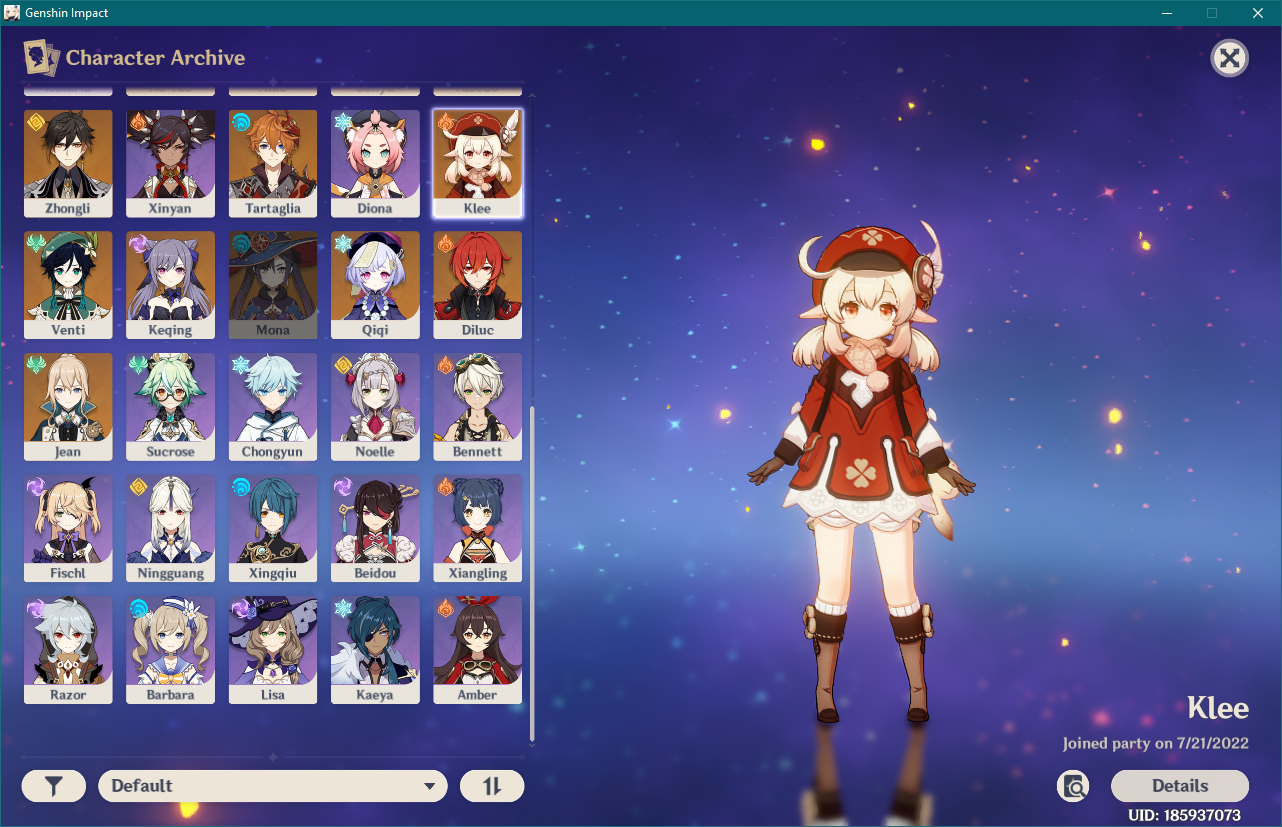 Genshin Impact
Character Archive
Zhongli Xinyan Tartaglia Diona Klee
Venti Keqing Mona Qiqi Diluc
Jean Sucrose Chongyun Noelle Bennett
Fischl Ningguang Xingqiu Beidou Xiangling
Razor Barbara Lisa Kaeya Amber
Klee
Joined party on 7/21/2022
Default
Details
UID: 185937073